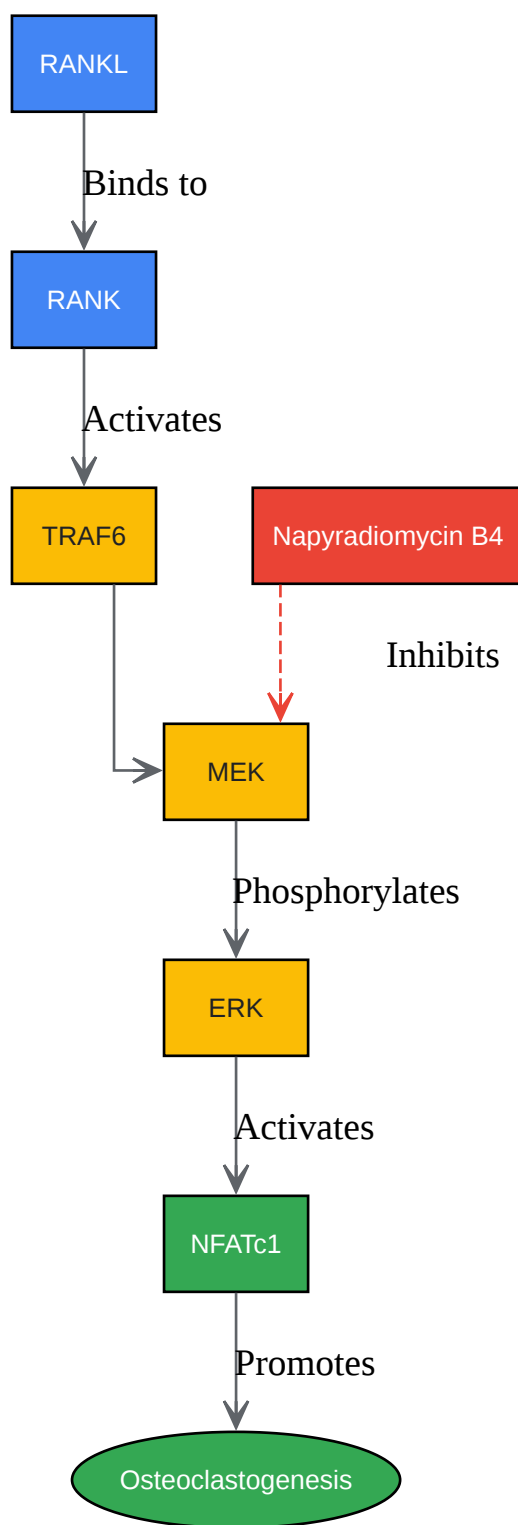 RANKL
Binds to
RANK
Activates
TRAF6
Napyradiomycin B4
Inhibits
MEK
Phosphorylates
ERK
Activates
NFATc1
Promotes
Osteoclastogenesis